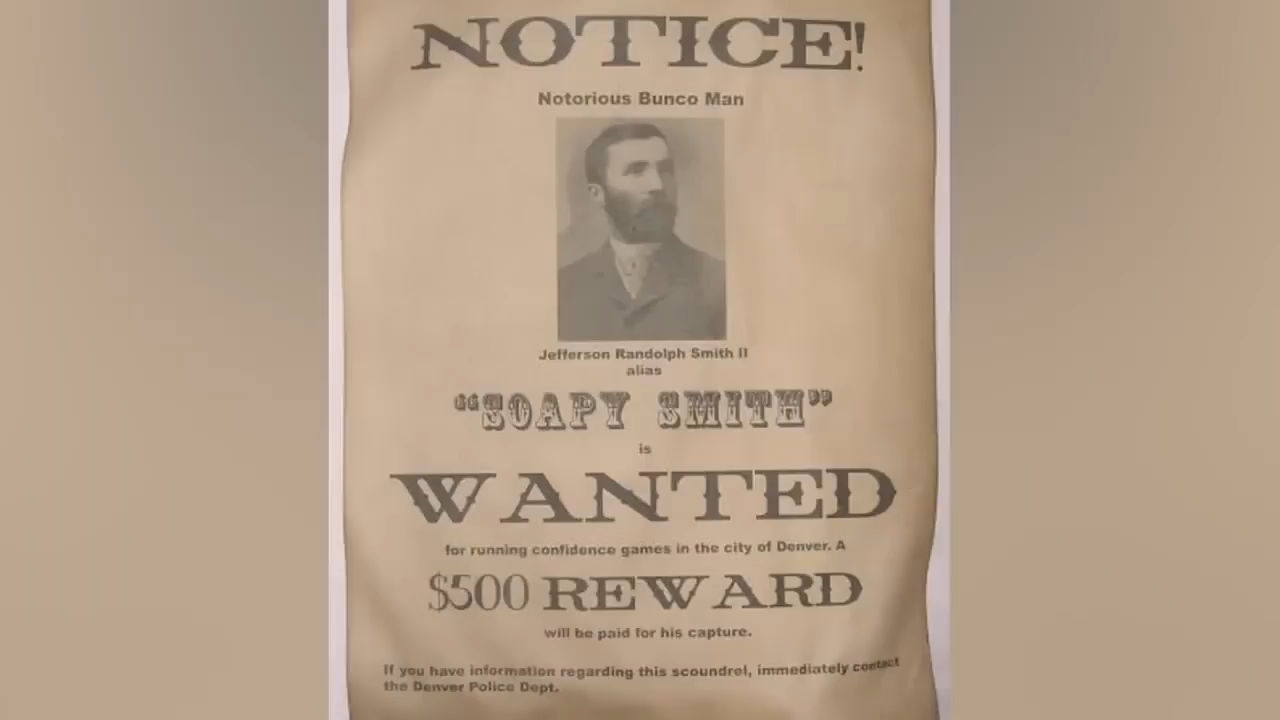 NOTICE!
Notorious Bunco Man
Jefferson Randolph Smith II
alias
“SOAPY SMITH”
is
WANTED
for running confidence games in the city of Denver. A
$500 REWARD
will be paid for his capture.
If you have information regarding this scoundrel, immediately contact
the Denver Police Dept.